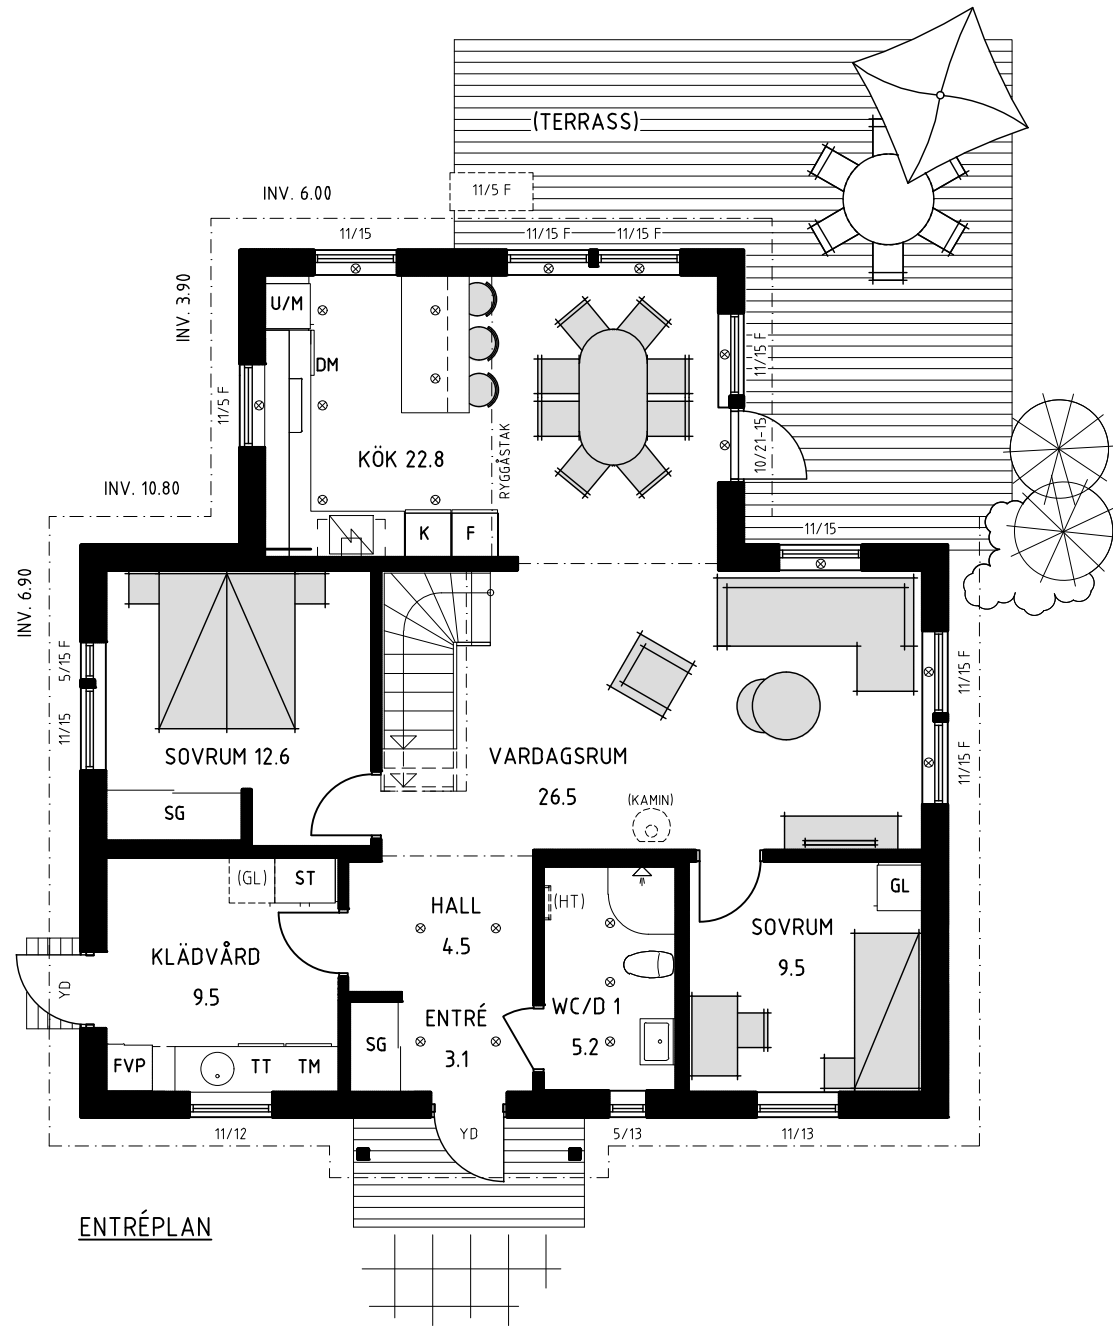 (TERRASS)
INV. 6.00
11/5 F
11/15
11/15 F
11/15 F
INV. 3.90
U/M
DM
11/15 F
11/5 F
KÖK 22.8
RYGGÅSTAK
10/21-15
INV. 10.80
K
F
11/15
INV. 6.90
5/15 F
11/15
SOVRUM 12.6
VARDAGSRUM
26.5
11/15 F
11/15 F
(KAMIN)
SG
(GL)
ST
HALL
4.5
(HT)
GL
SOVRUM
9.5
KLÄDVÅRD
9.5
YD
ENTRÉ
3.1
SG
WC/D 1
5.2
FVP
TT
TM
11/12
YD
5/13
11/13
ENTRÉPLAN